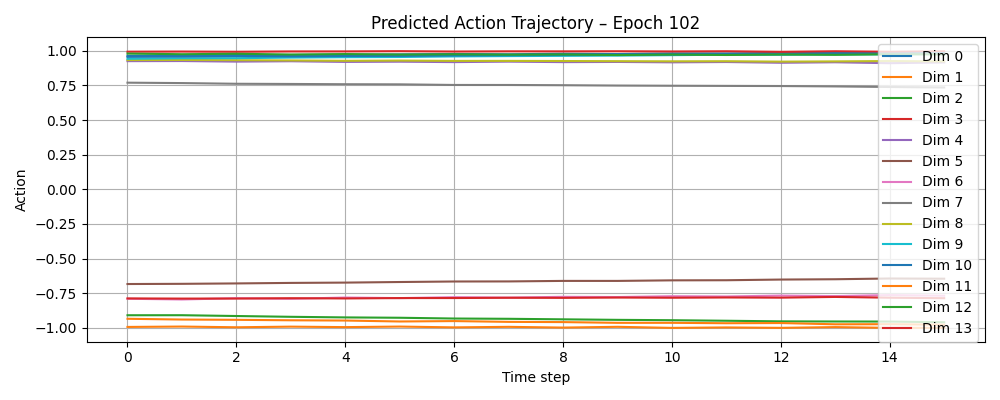 Predicted Action Trajectory – Epoch 102
1.00
0.75
0.50
0.25
0.00
−0.25
−0.50
−0.75
−1.00
Action
0 2 4 6 8 10 12 14
Time step
Dim 0
Dim 1
Dim 2
Dim 3
Dim 4
Dim 5
Dim 6
Dim 7
Dim 8
Dim 9
Dim 10
Dim 11
Dim 12
Dim 13